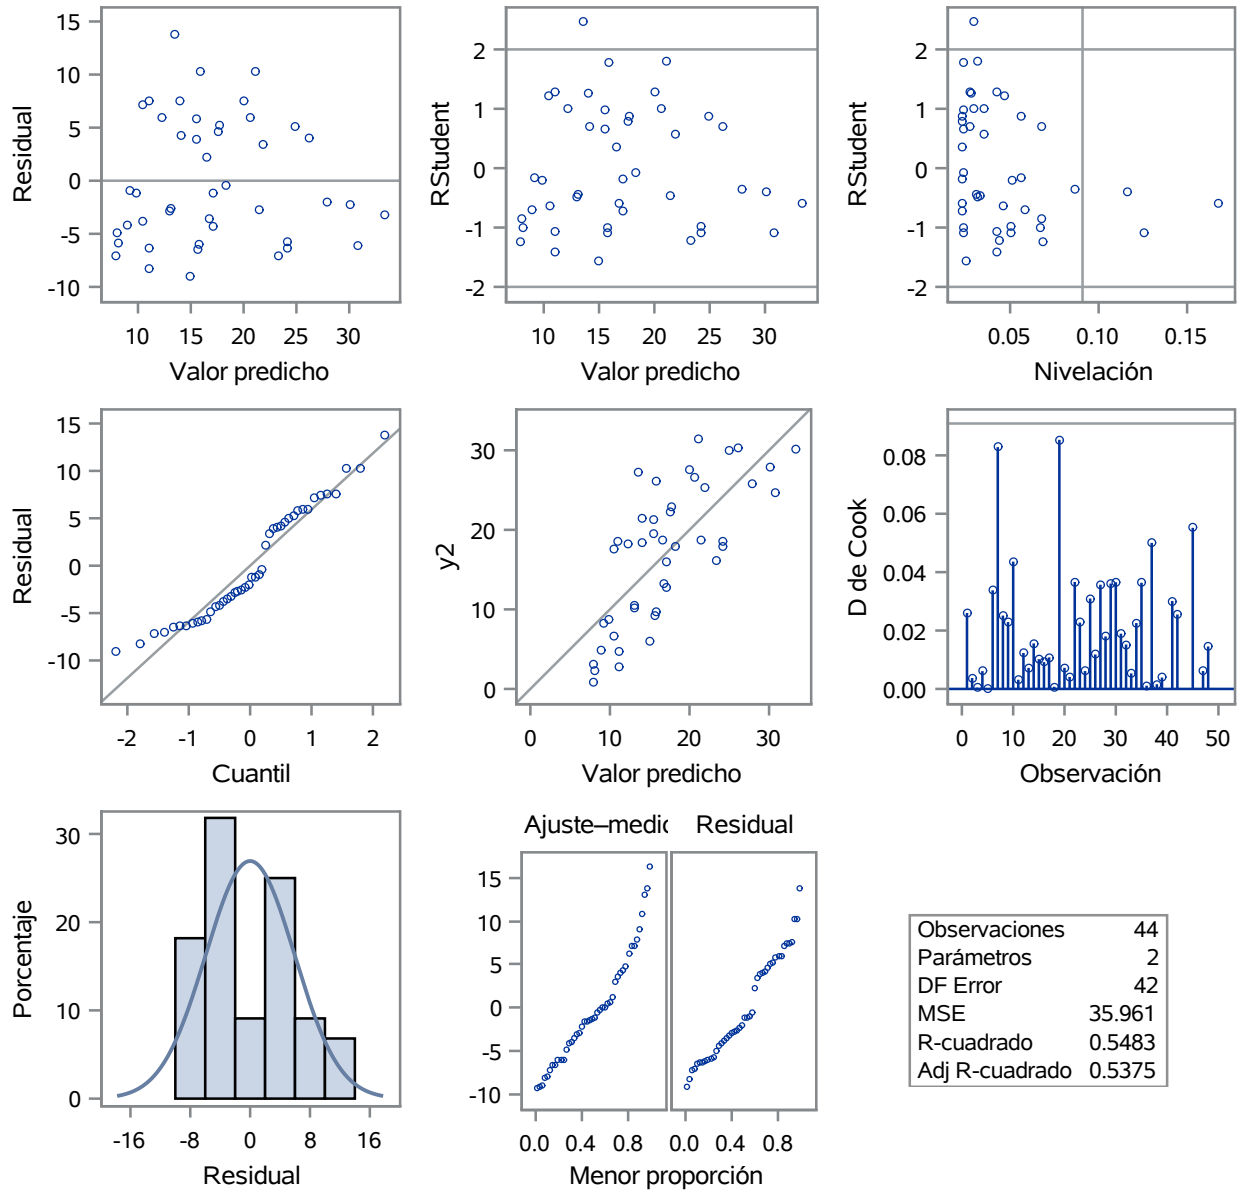 15
10
5
0
-5
-10
Residual
10 15 20 25 30
Valor predicho
2
1
0
-1
-2
RStudent
10 15 20 25 30
Valor predicho
2
1
0
-1
-2
RStudent
0.05 0.10 0.15
Nivelación
15
10
5
0
-5
-10
Residual
-2 -1 0 1 2
Cuantil
30
20
10
0
y2
0 10 20 30
Valor predicho
0.08
0.06
0.04
0.02
0.00
D de Cook
0 10 20 30 40 50
Observación
30
20
10
0
Porcentaje
-16 -8 0 8 16
Residual
Ajuste–medic Residual
15
10
5
0
-5
-10
0.0 0.4 0.8 0.0 0.4 0.8
Menor proporción
Observaciones 44
Parámetros 2
DF Error 42
MSE 35.961
R-cuadrado 0.5483
Adj R-cuadrado 0.5375